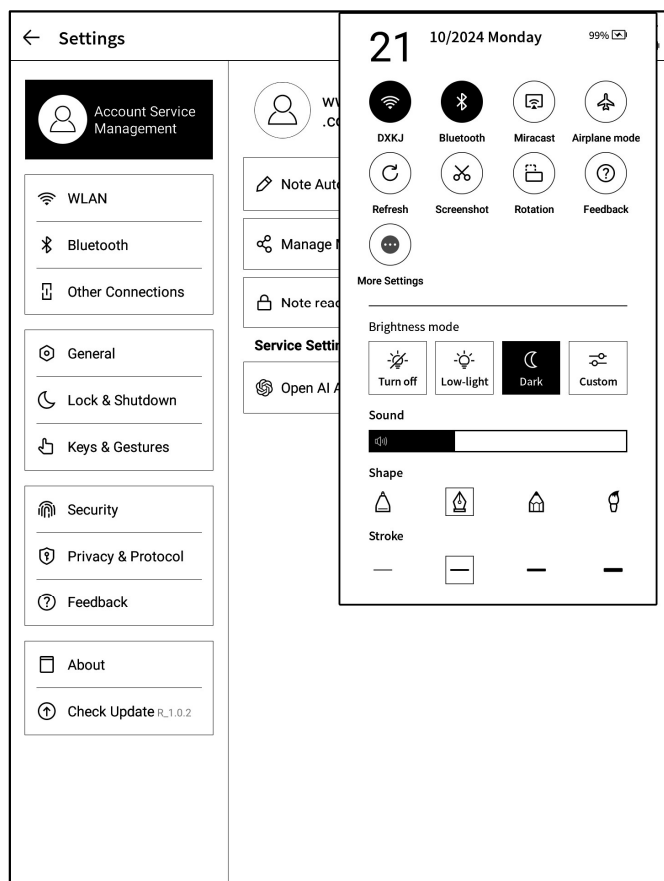 Settings
Account Service
Management
WLAN
Bluetooth
Other Connections
General
Lock & Shutdown
Keys & Gestures
Security
Privacy & Protocol
Feedback
About
Check Update R_1.0.2
.co
Note Auto
Manage
Note read
Service Settin
Open AI A
21
10/2024 Monday
99%
DXKJ
Bluetooth
Miracast
Airplane mode
Refresh
Screenshot
Rotation
Feedback
More Settings
Brightness mode
Turn off
Low-light
Dark
Custom
Sound
Shape
Stroke